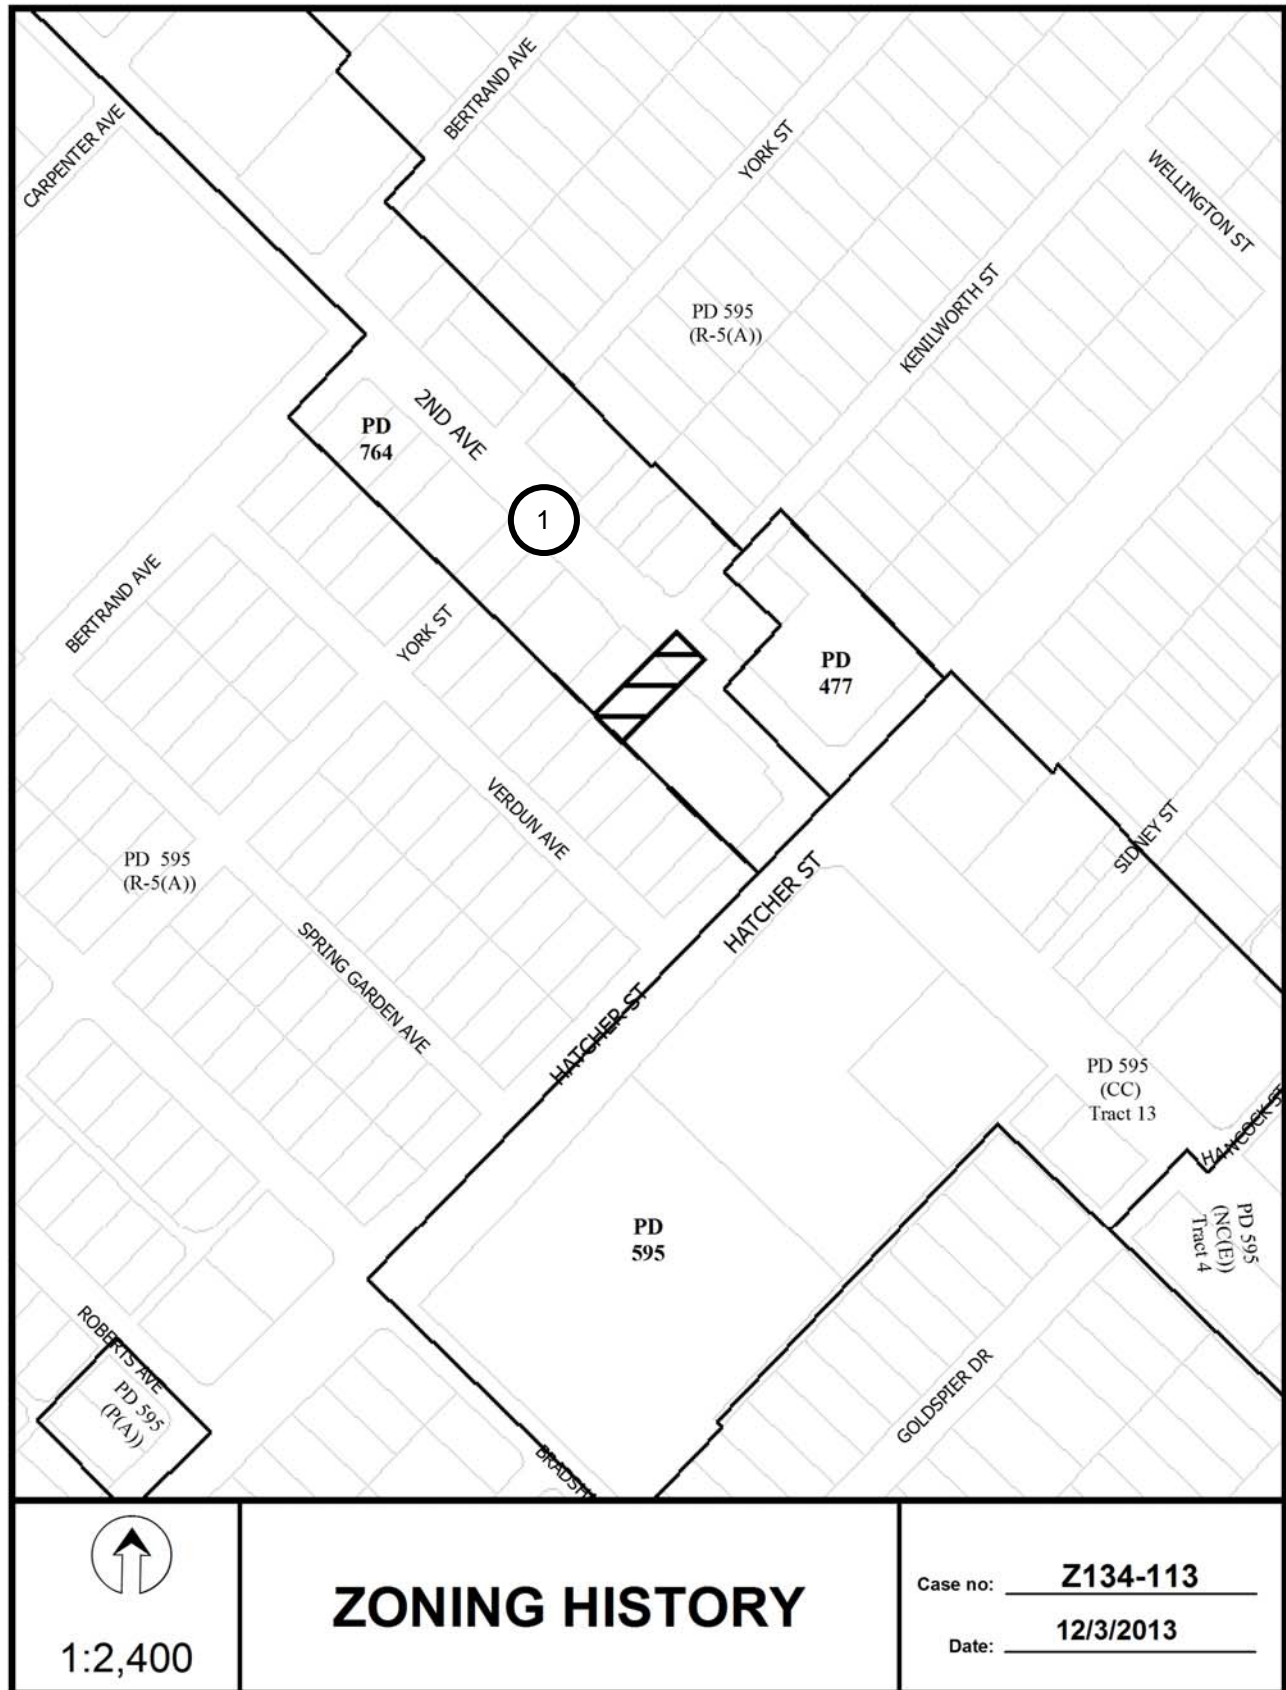 BERTRAND AVE
CARPENTER AVE
YORK ST
WELLINGTON ST
KENILWORTH ST
PD 595
(R-5(A))
2ND AVE
PD
764
1
BERTRAND AVE
YORK ST
PD
477
VERDUN AVE
SIDNEY ST
PD 595
(R-5(A))
HATCHER ST
SPRING GARDEN AVE
HATCHER ST
PD 595
(CC)
Tract 13
HANCOCK ST
PD 595
(NC(E))
Tract 4
PD
595
ROBERTS AVE
PD 595
(P(A))
GOLDSPIER DR
1:2,400
ZONING HISTORY
Case no: Z134-113
Date: 12/3/2013